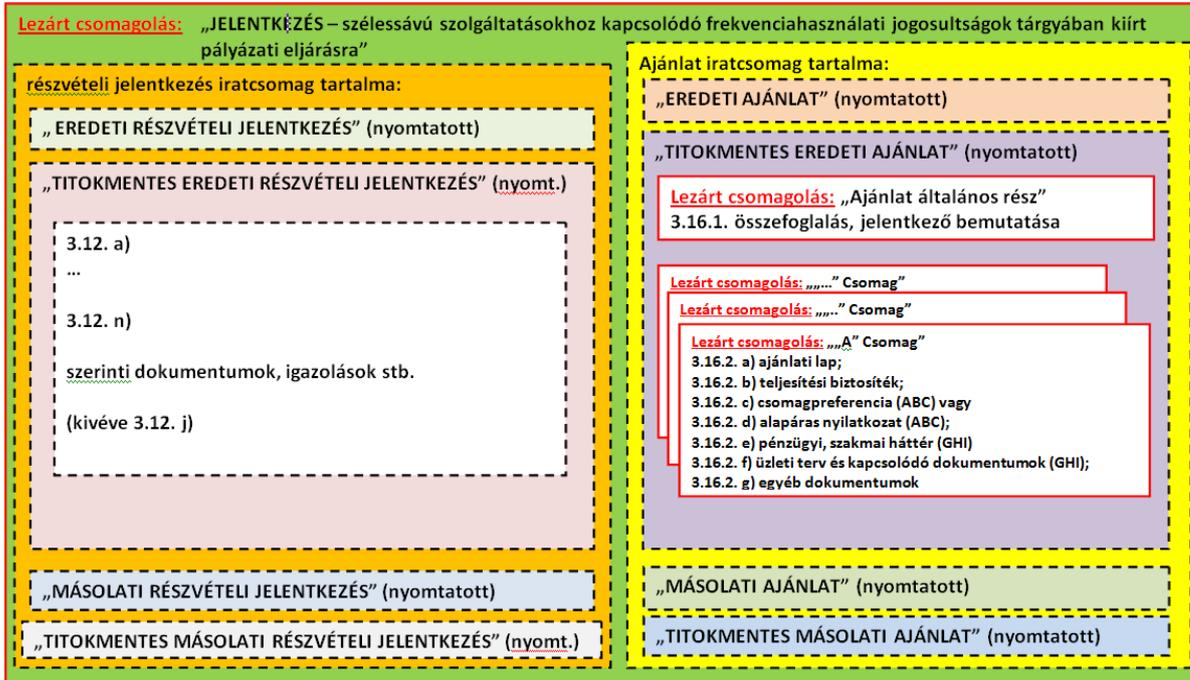 Lezárt csomagolás: „JELENTKEZÉS – szélessávú szolgáltatásokhoz kapcsolódó frekvenciahasználati jogosultságok tárgyában kiírt
pályázati eljárásra”
részvételi jelentkezés iratcsomag tartalma:
„ EREDETI RÉSZVÉTELI JELENTKEZÉS” (nyomtatott)
„TITOKMENTES EREDETI RÉSZVÉTELI JELENTKEZÉS” (nyomt.)
3.12. a)
...
3.12. n)
szerinti dokumentumok, igazolások stb.
(kivéve 3.12. j)
„MÁSOLATI RÉSZVÉTELI JELENTKEZÉS” (nyomtatott)
„TITOKMENTES MÁSOLATI RÉSZVÉTELI JELENTKEZÉS” (nyomt.)
Ajánlat iratcsomag tartalma:
„EREDETI AJÁNLAT” (nyomtatott)
„TITOKMENTES EREDETI AJÁNLAT” (nyomtatott)
Lezárt csomagolás: „Ajánlat általános rész”
3.16.1. összefoglalás, jelentkező bemutatása
Lezárt csomagolás: „„...” Csomag”
Lezárt csomagolás: „„..” Csomag”
Lezárt csomagolás: „„A” Csomag”
3.16.2. a) ajánlati lap;
3.16.2. b) teljesítési biztosíték;
3.16.2. c) csomagpreferencia (ABC) vagy
3.16.2. d) alapáras nyilatkozat (ABC);
3.16.2. e) pénzügyi, szakmai háttér (GHI)
3.16.2. f) üzleti terv és kapcsolódó dokumentumok (GHI);
3.16.2. g) egyéb dokumentumok
„MÁSOLATI AJÁNLAT” (nyomtatott)
„TITOKMENTES MÁSOLATI AJÁNLAT” (nyomtatott)